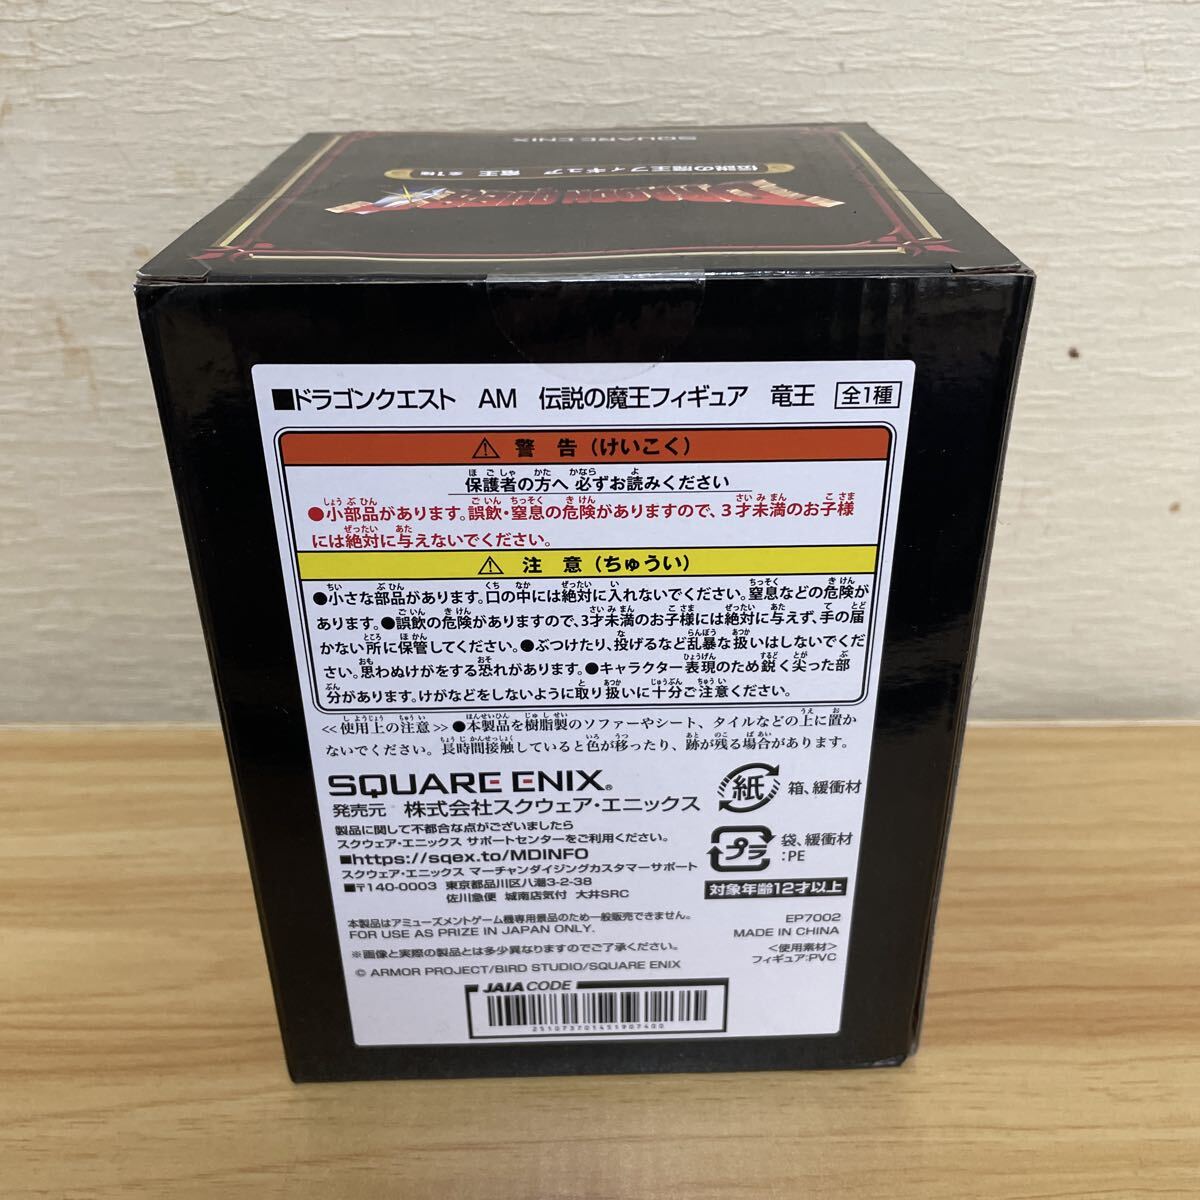 SQUARE ENIX
伝説の魔王フィギュア 竜王 全1種
DRAGON QUEST
■ドラゴンクエスト AM 伝説の魔王フィギュア 竜王 全1種
⚠ 警 告（けいこく）
保護者の方へ 必ずお読みください
●小部品があります。誤飲・窒息の危険がありますので、3才未満のお子様
には絶対に与えないでください。
⚠ 注 意（ちゅうい）
●小さな部品があります。口の中には絶対に入れないでください。窒息などの危険が
あります。●誤飲の危険がありますので、3才未満のお子様には絶対に与えず、手の届
かない所に保管してください。●ぶつけたり、投げるなど乱暴な扱いはしないでくだ
さい。思わぬけがをする恐れがあります。●キャラクター表現のため鋭く尖った部
分があります。けがなどをしないように取り扱いに十分ご注意ください。
≪使用上の注意≫●本製品を樹脂製のソファーやシート、タイルなどの上に置か
ないでください。長時間接触していると色が移ったり、跡が残る場合があります。
SQUARE ENIX®
発売元 株式会社スクウェア・エニックス
製品に関して不都合な点がございましたら
スクウェア・エニックス サポートセンターをご利用ください。
■https://sqex.to/MDINFO
スクウェア・エニックス マーチャンダイジングカスタマーサポート
■〒140-0003 東京都品川区八潮3-2-38
佐川急便 城南店気付 大井SRC
紙 箱、緩衝材
プラ 袋、緩衝材
:PE
対象年齢12才以上
本製品はアミューズメントゲーム機専用景品のため一般販売できません。
FOR USE AS PRIZE IN JAPAN ONLY.
※画像と実際の製品とは多少異なりますのでご了承ください。
© ARMOR PROJECT/BIRD STUDIO/SQUARE ENIX
EP7002
MADE IN CHINA
＜使用素材＞
フィギュア:PVC
JAIA CODE
251073701451907400